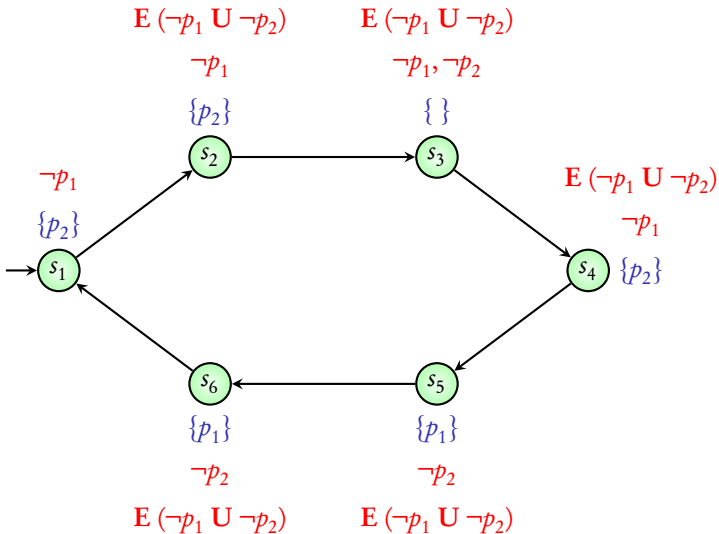 E (¬p₁ U ¬p₂)
¬p₁
{p₂}
s₂
E (¬p₁ U ¬p₂)
¬p₁, ¬p₂
{ }
s₃
¬p₁
{p₂}
s₁
E (¬p₁ U ¬p₂)
¬p₁
s₄ {p₂}
s₆
{p₁}
¬p₂
E (¬p₁ U ¬p₂)
s₅
{p₁}
¬p₂
E (¬p₁ U ¬p₂)